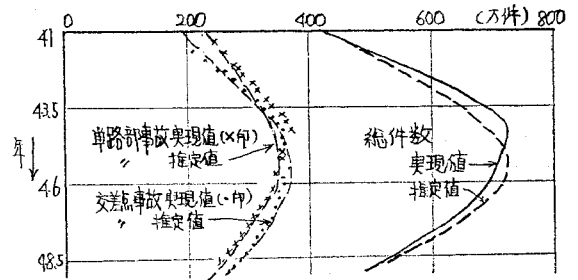 0 200 400 600 (万件) 800
41
43.5
年
46
48.5
単路部事故実現値(×印)
〃 推定値
交差点事故実現値(・印)
〃 推定値
総件数
実現値
推定値